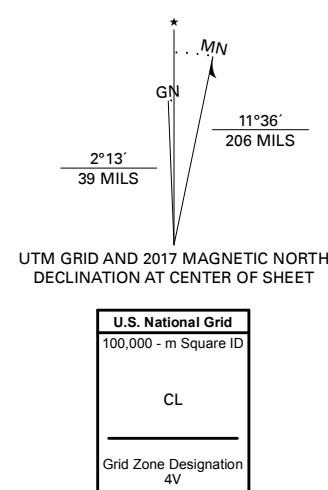 ★
MN
GN
11°36´
206 MILS
2°13´
39 MILS
UTM GRID AND 2017 MAGNETIC NORTH
DECLINATION AT CENTER OF SHEET
U.S. National Grid
100,000 - m Square ID
CL
Grid Zone Designation
4V